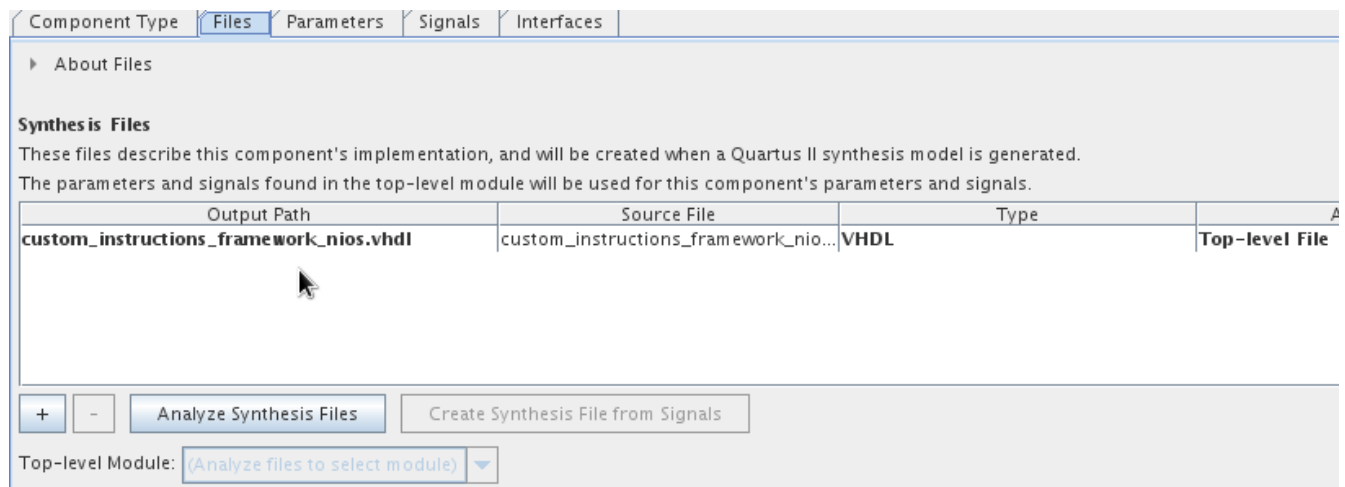 Component Type Files Parameters Signals Interfaces
About Files
Synthesis Files
These files describe this component's implementation, and will be created when a Quartus II synthesis model is generated.
The parameters and signals found in the top-level module will be used for this component's parameters and signals.
Output Path Source File Type A
custom_instructions_framework_nios.vhdl custom_instructions_framework_nio... VHDL Top-level File
+ - Analyze Synthesis Files Create Synthesis File from Signals
Top-level Module: (Analyze files to select module)